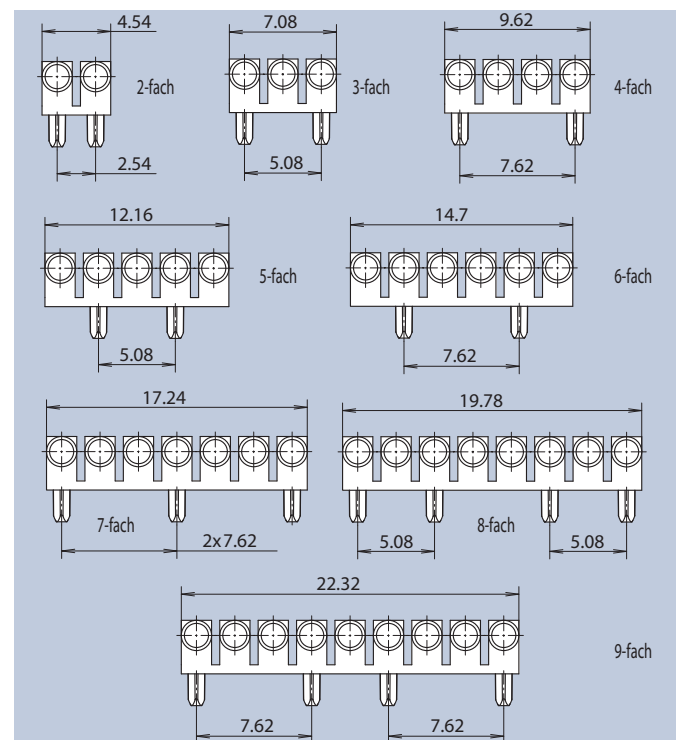 4.54
2-fach
2.54
7.08
3-fach
5.08
9.62
4-fach
7.62
12.16
5-fach
5.08
14.7
6-fach
7.62
17.24
7-fach
2x7.62
19.78
8-fach
5.08
5.08
22.32
9-fach
7.62
7.62